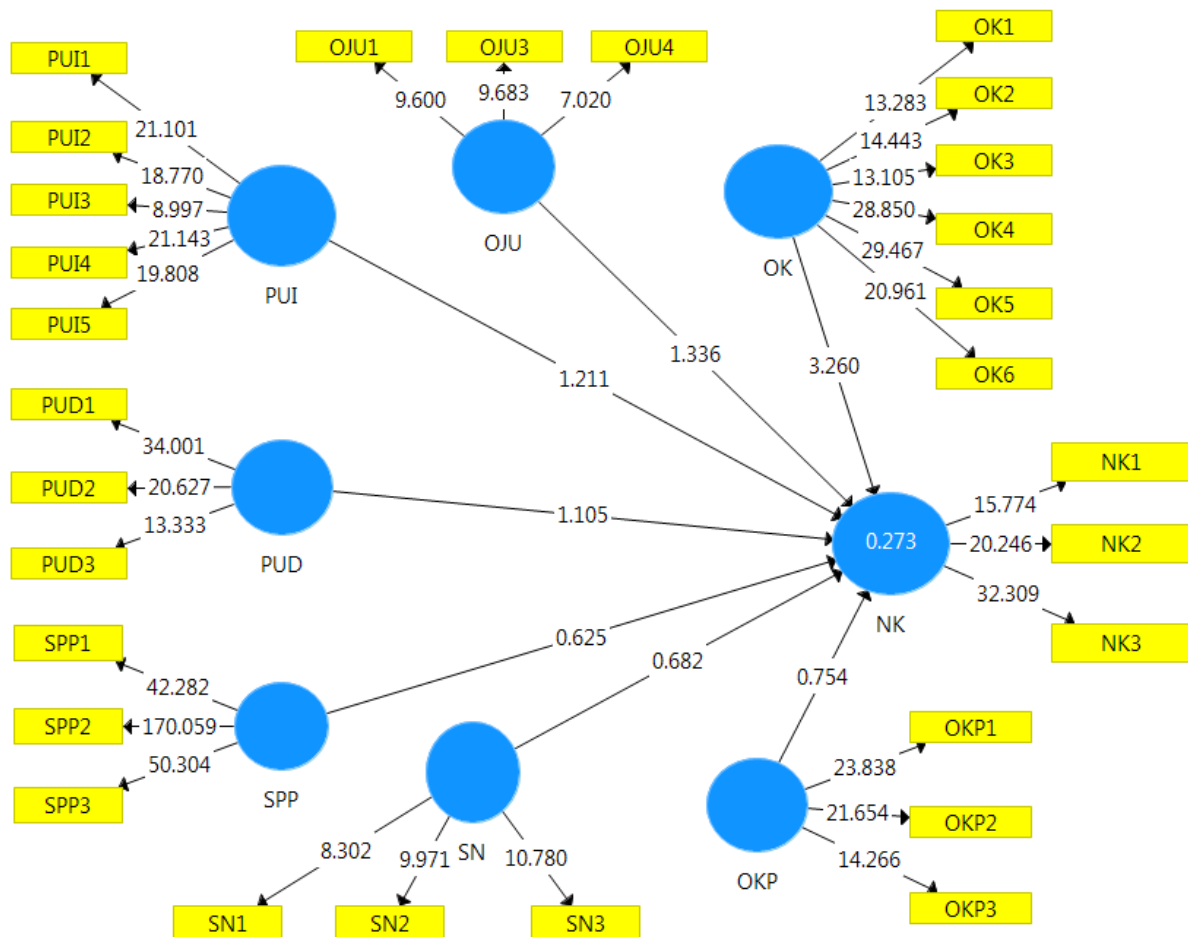 OJU1
OJU3
OJU4
9.600
9.683
7.020
OJU
PUI1
PUI2
PUI3
PUI4
PUI5
21.101
18.770
8.997
21.143
19.808
PUI
OK1
OK2
OK3
OK4
OK5
OK6
13.283
14.443
13.105
28.850
29.467
20.961
OK
1.211
1.336
3.260
PUD1
PUD2
PUD3
34.001
20.627
13.333
PUD
1.105
0.273
NK
NK1
NK2
NK3
15.774
20.246
32.309
SPP1
SPP2
SPP3
42.282
170.059
50.304
SPP
0.625
0.682
0.754
SN
8.302
9.971
10.780
SN1
SN2
SN3
OKP
23.838
21.654
14.266
OKP1
OKP2
OKP3